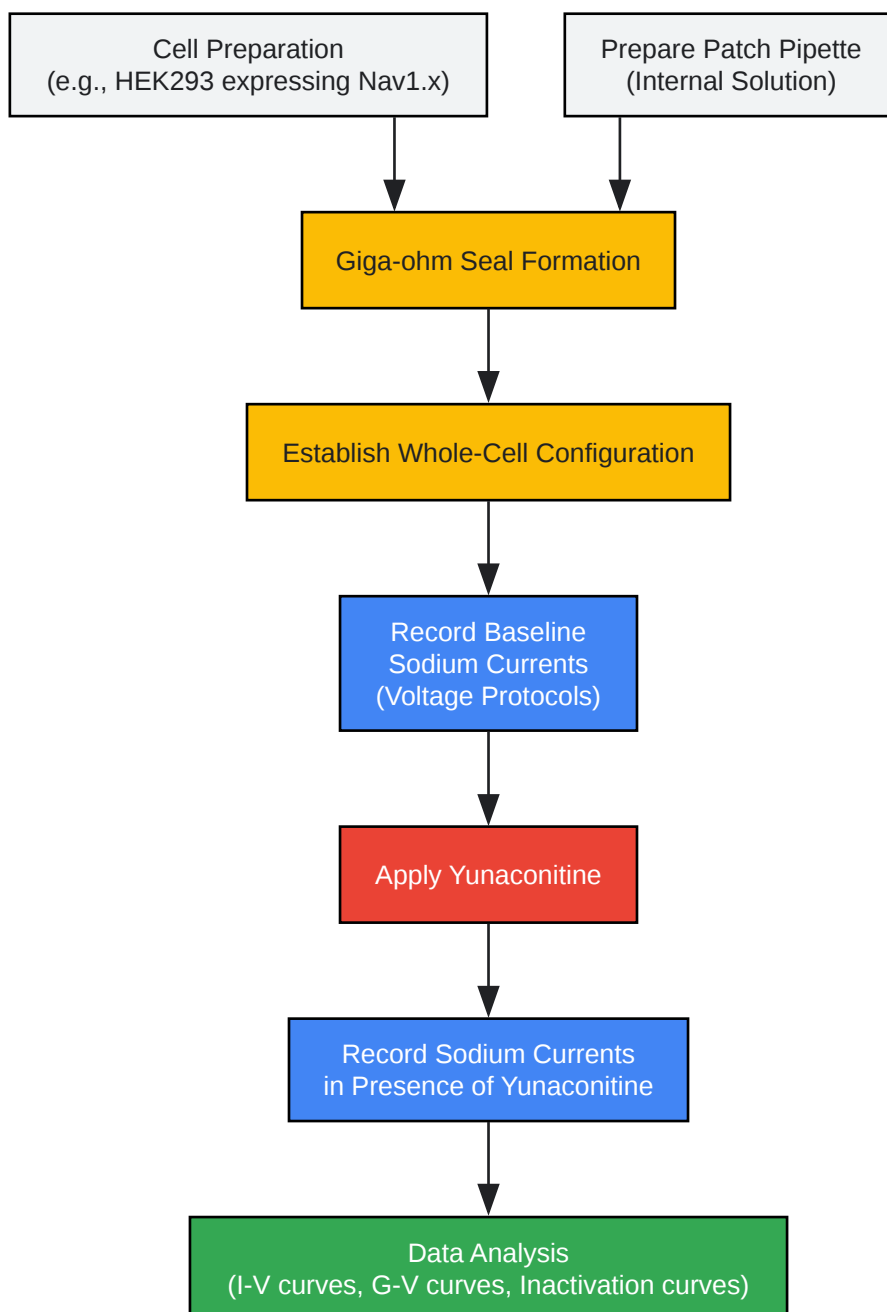 Cell Preparation
(e.g., HEK293 expressing Nav1.x)
Prepare Patch Pipette
(Internal Solution)
Giga-ohm Seal Formation
Establish Whole-Cell Configuration
Record Baseline
Sodium Currents
(Voltage Protocols)
Apply Yunaconitine
Record Sodium Currents
in Presence of Yunaconitine
Data Analysis
(I-V curves, G-V curves, Inactivation curves)